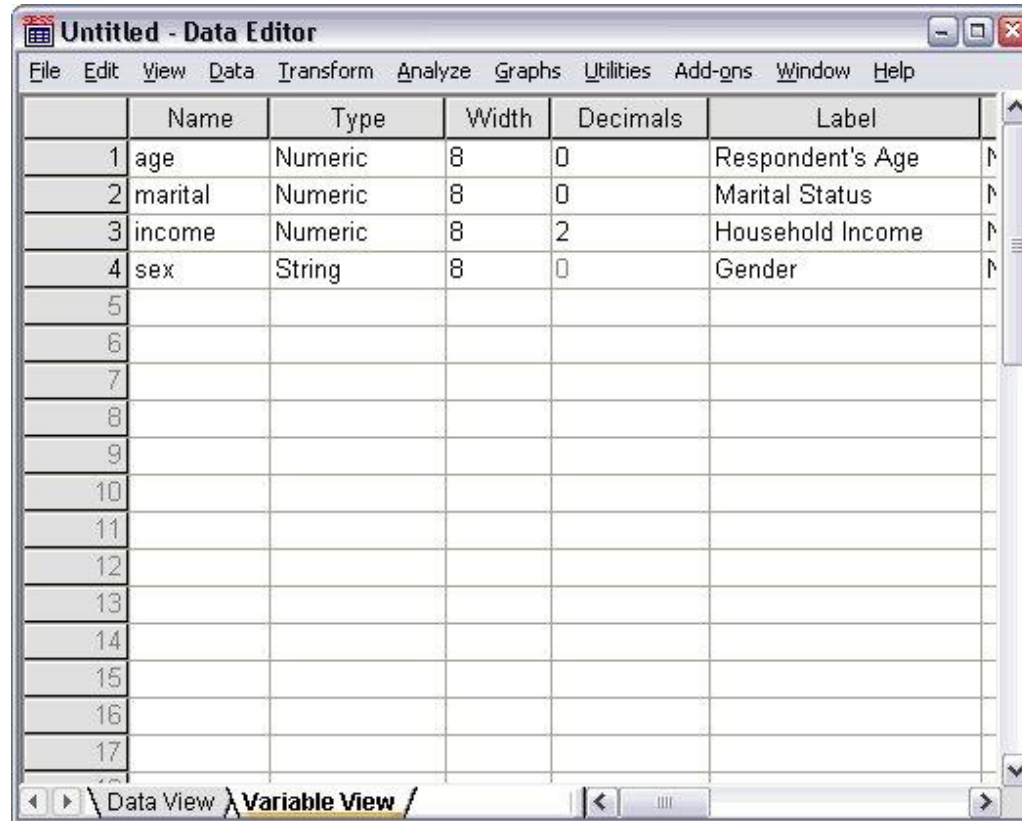 Untitled - Data Editor
File Edit View Data Transform Analyze Graphs Utilities Add-ons Window Help
Name Type Width Decimals Label
1 age Numeric 8 0 Respondent's Age
2 marital Numeric 8 0 Marital Status
3 income Numeric 8 2 Household Income
4 sex String 8 0 Gender
5
6
7
8
9
10
11
12
13
14
15
16
17
Data View Variable View